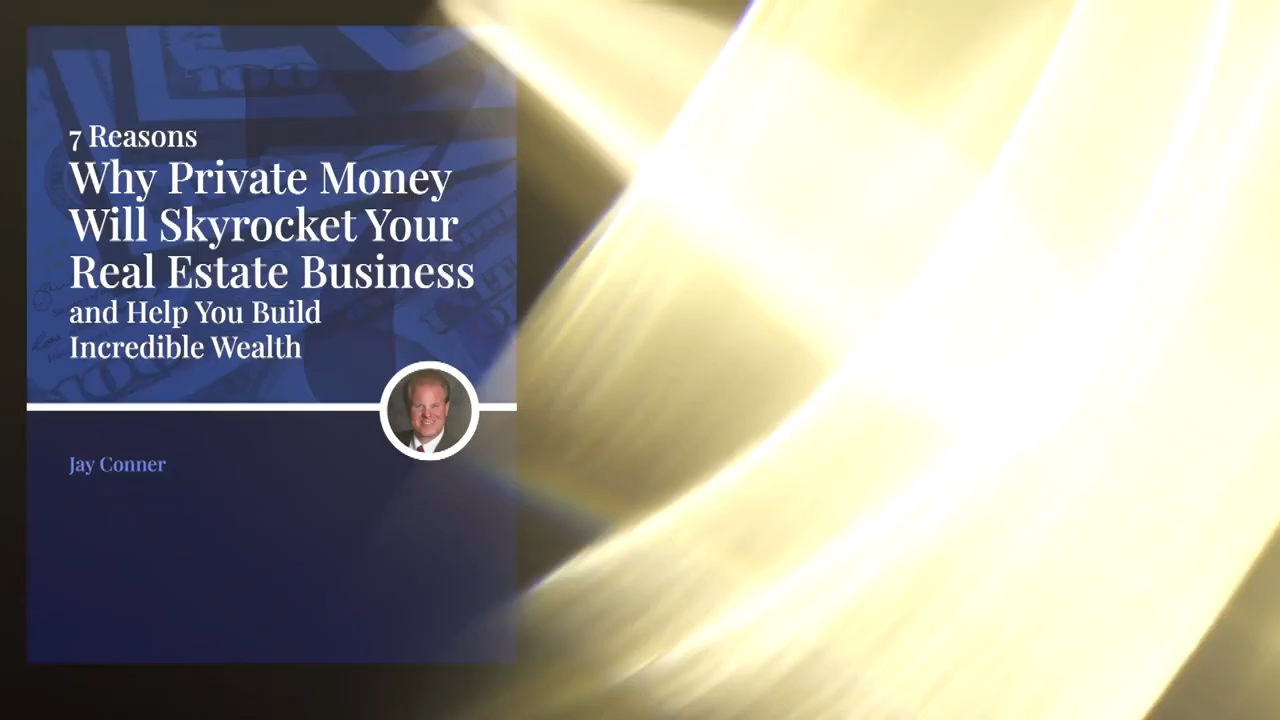 7 Reasons
Why Private Money
Will Skyrocket Your
Real Estate Business
and Help You Build
Incredible Wealth
Jay Conner